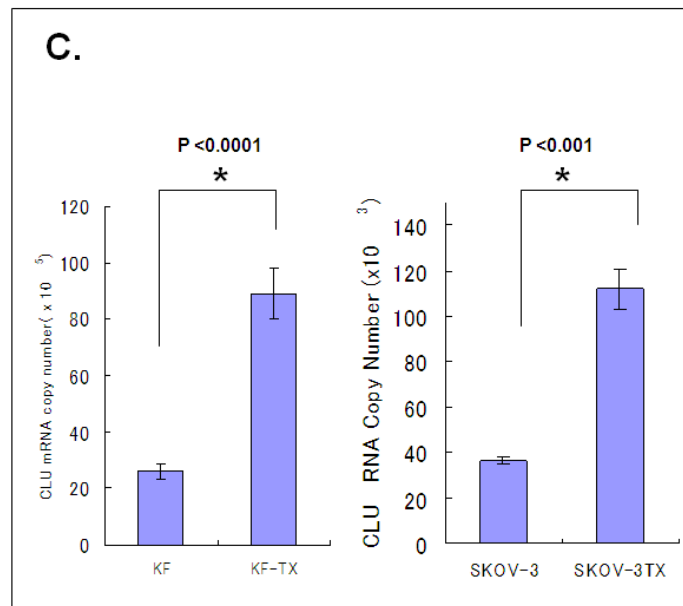 C.
P <0.0001
*
CLU mRNA copy number( x 10 5)
120
100
80
60
40
20
0
KF
KF-TX
P <0.001
*
CLU RNA Copy Number (x10 3)
140
120
100
80
60
40
20
0
SKOV-3
SKOV-3TX